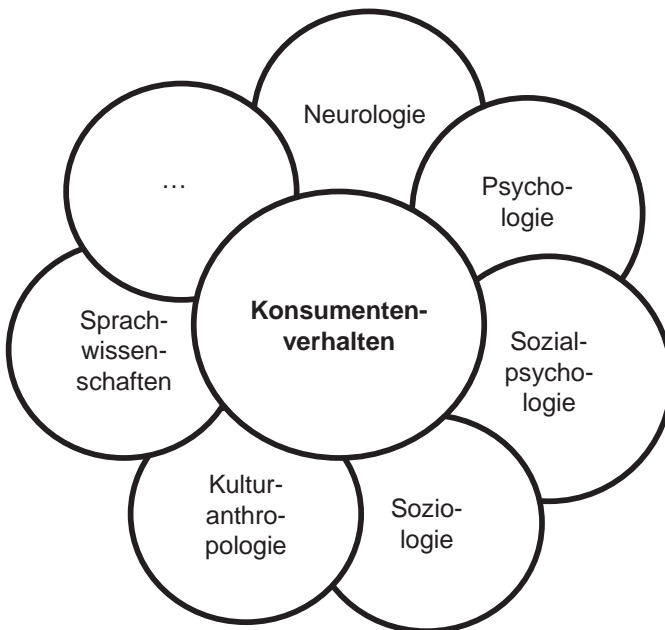 Neurologie
Psycho-
logie
Sozial-
psycho-
logie
Sozio-
logie
Kultur-
anthro-
pologie
Sprach-
wissen-
schaften
…
Konsumenten-
verhalten